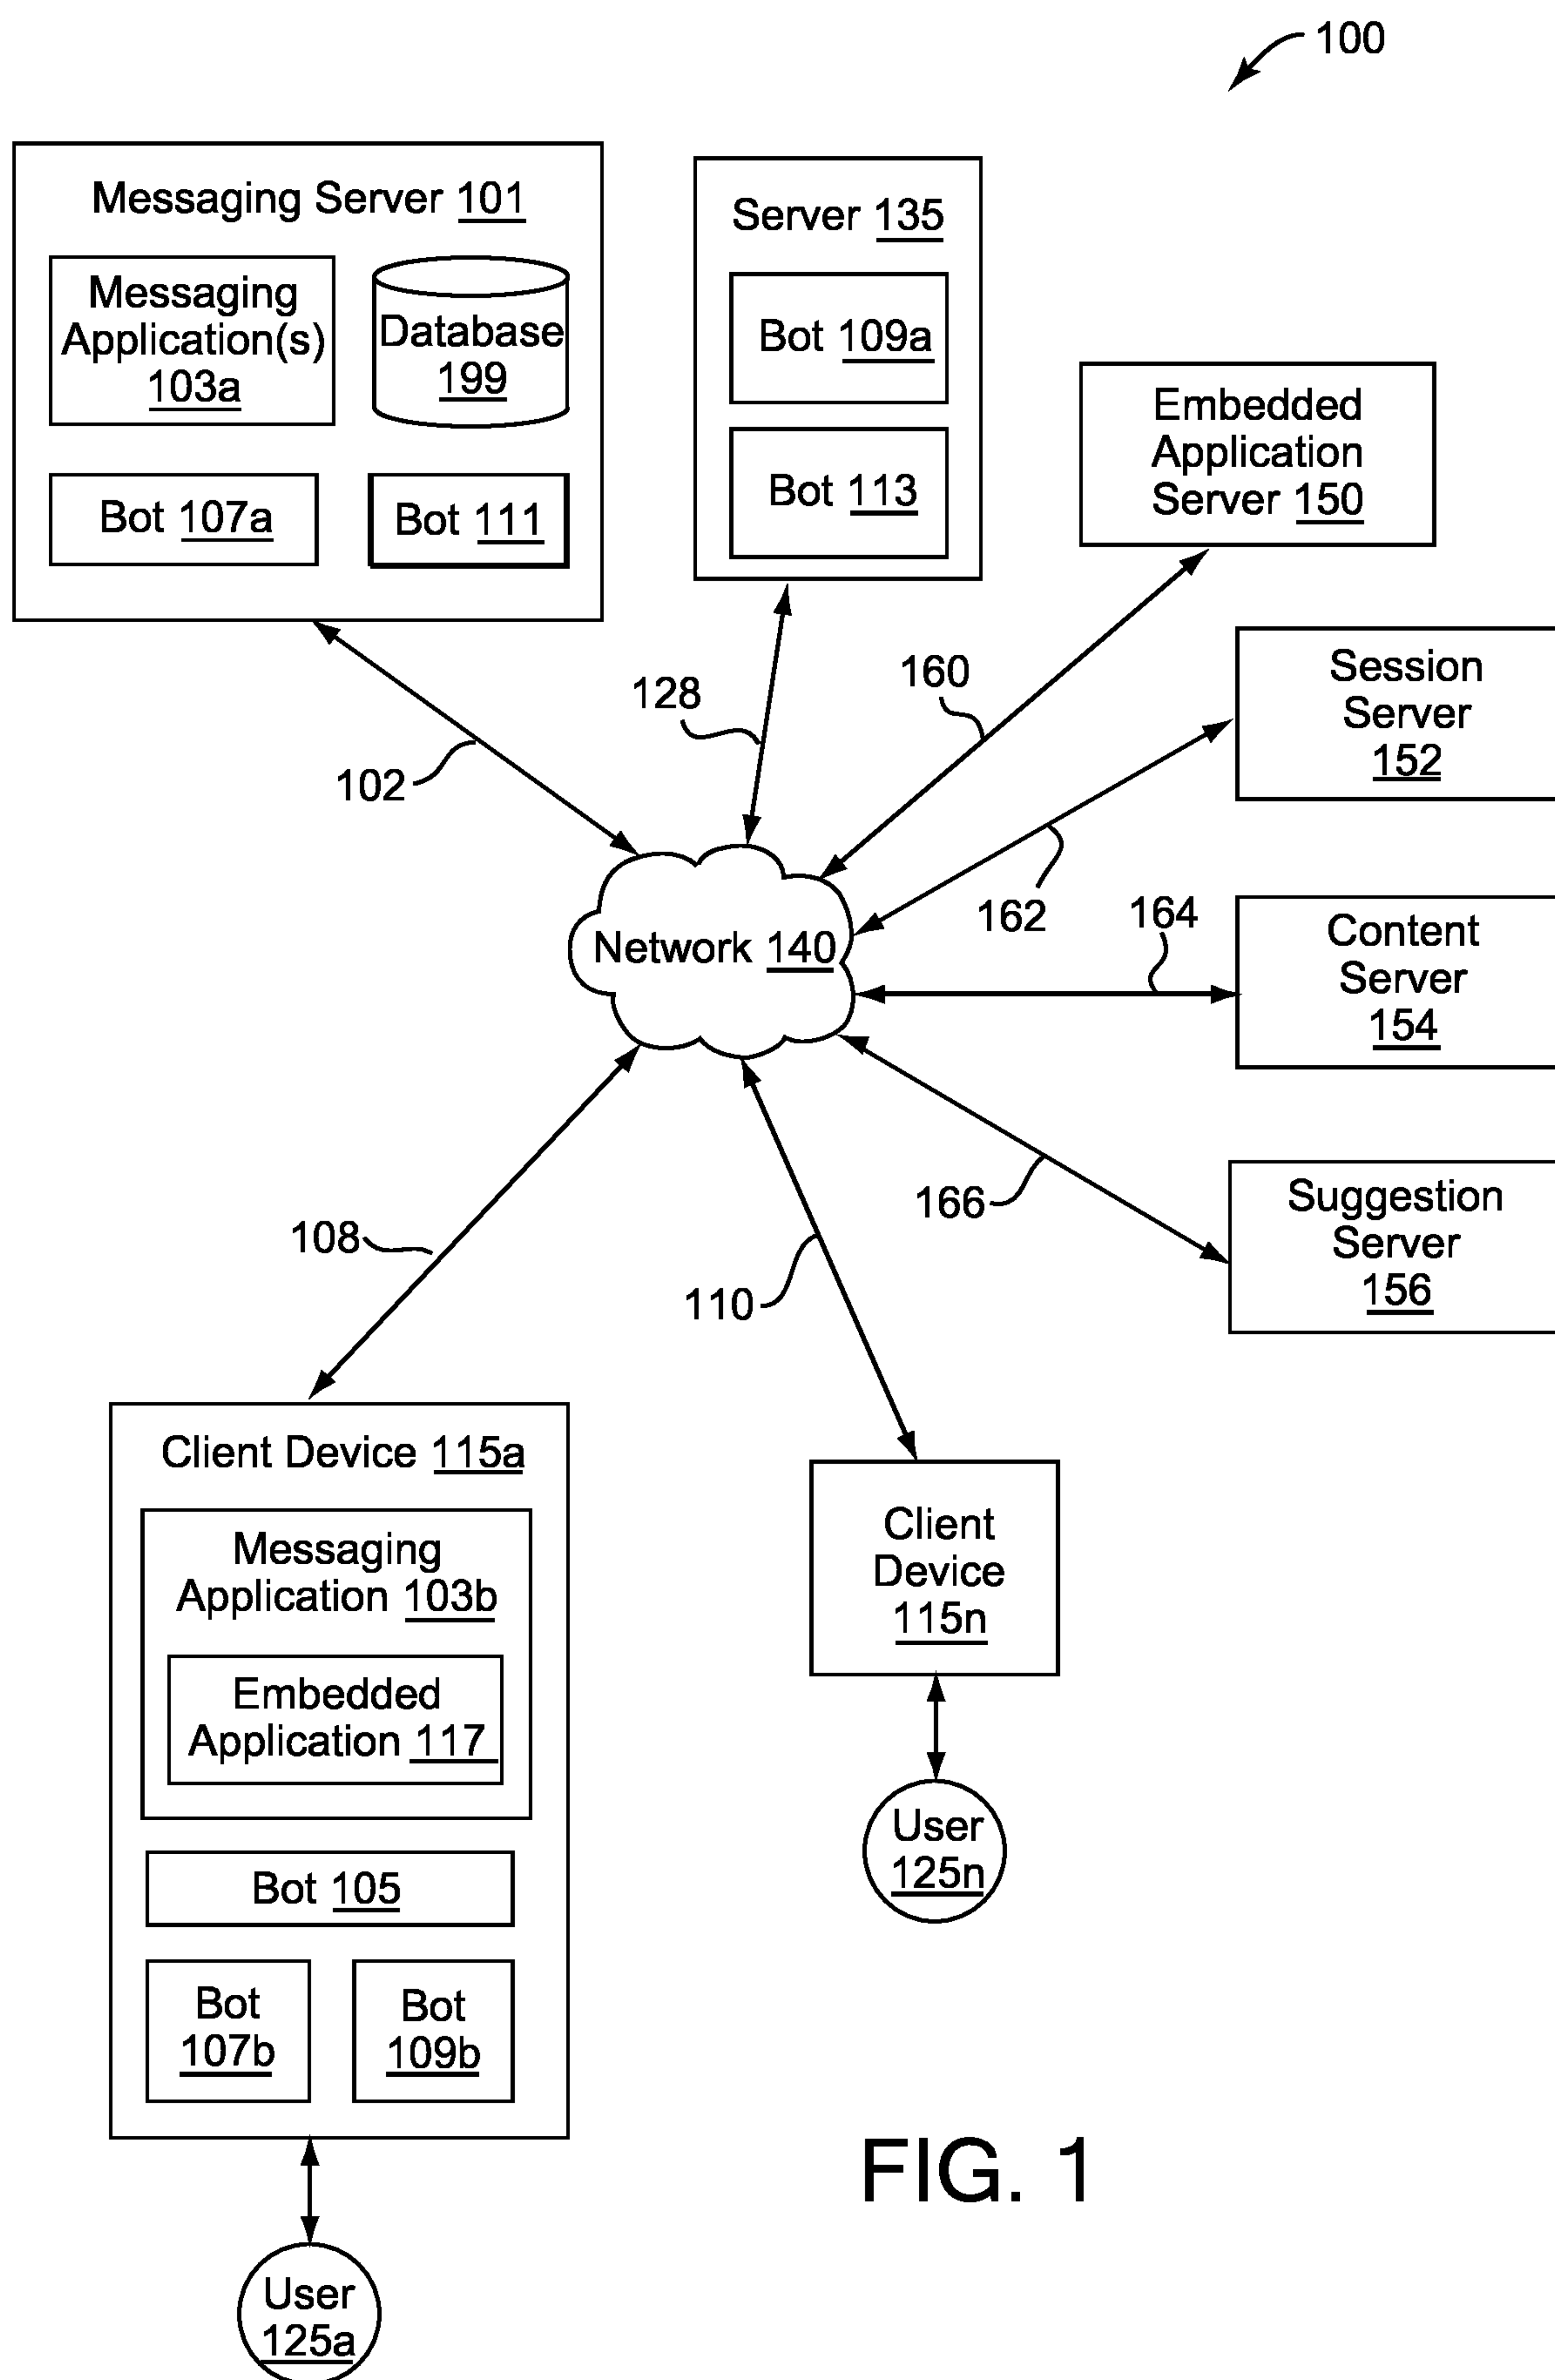 100
Messaging Server 101
Messaging
Application(s)
103a
Database
199
Bot 107a
Bot 111
Server 135
Bot 109a
Bot 113
Embedded
Application
Server 150
Session
Server
152
128
160
102
162
164
Network 140
Content
Server
154
166
Suggestion
Server
156
108
110
Client Device 115a
Messaging
Application 103b
Embedded
Application 117
Bot 105
Bot
107b
Bot
109b
Client
Device
115n
User
125n
User
125a
FIG. 1